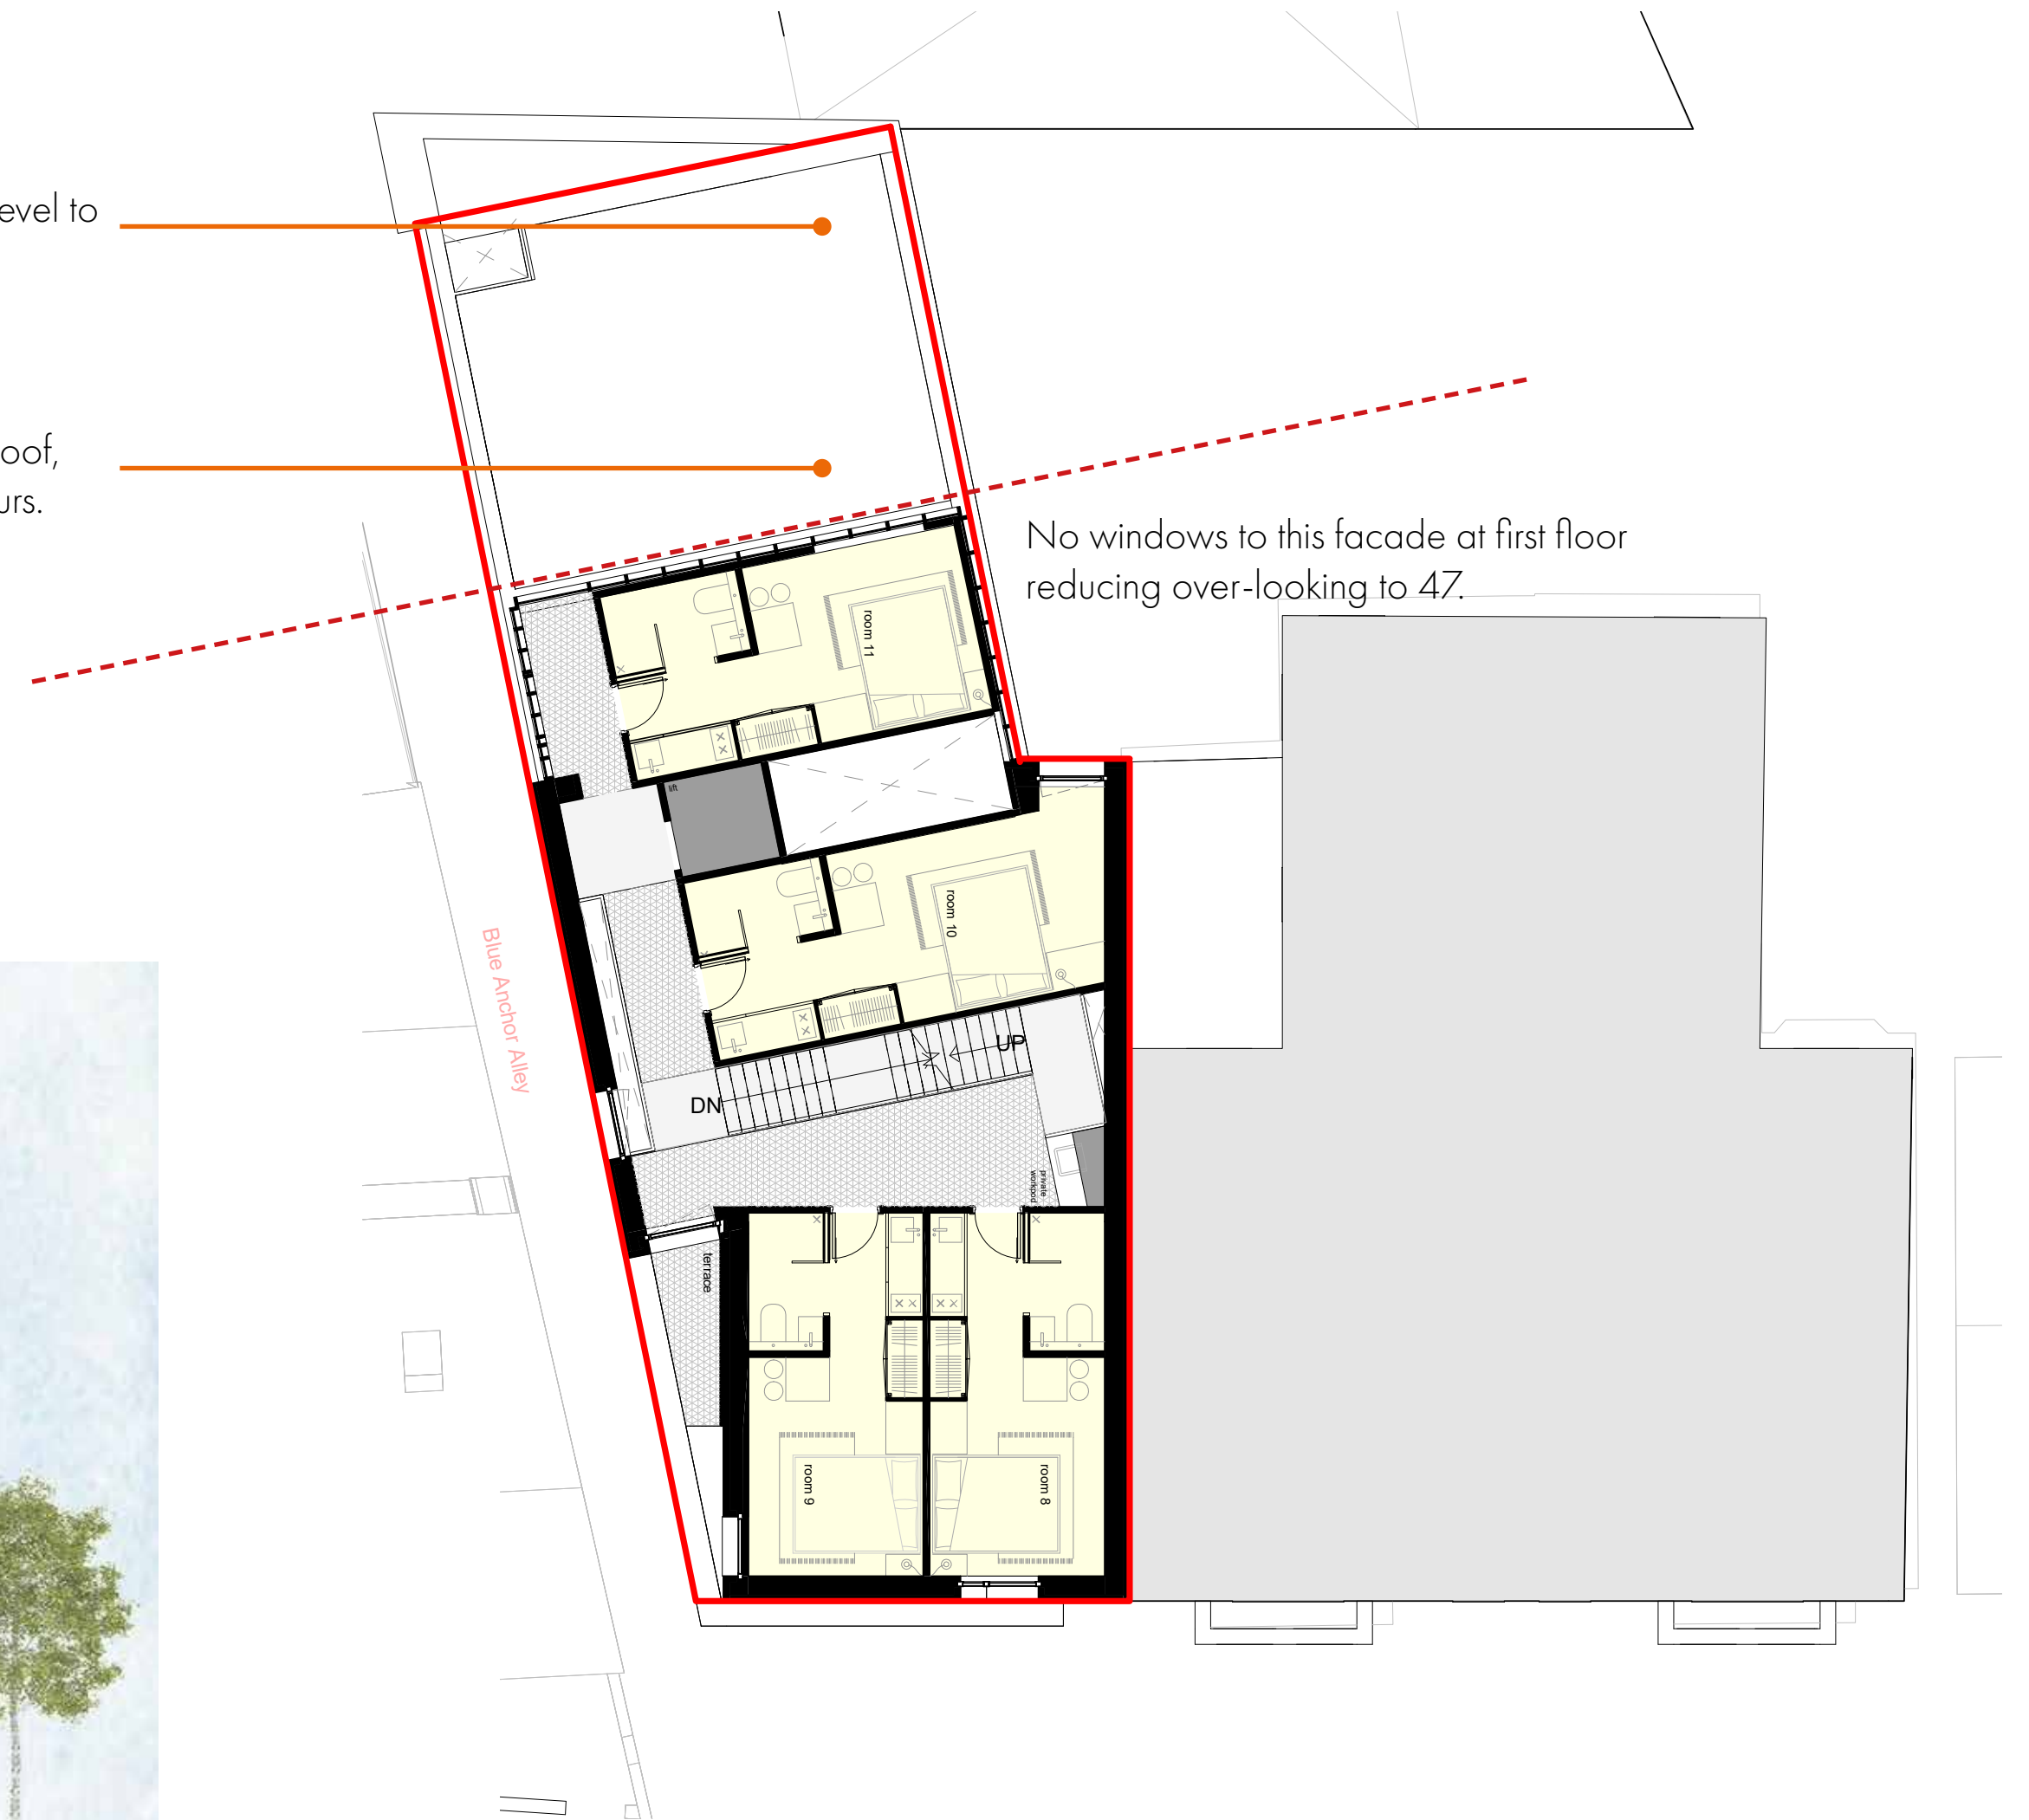 evel to
oof,
urs.
No windows to this facade at first floor
reducing over-looking to 47.
room 11
lift
room 10
Blue Anchor Alley
UP
DN
private
workpod
terrace
room 9
room 8